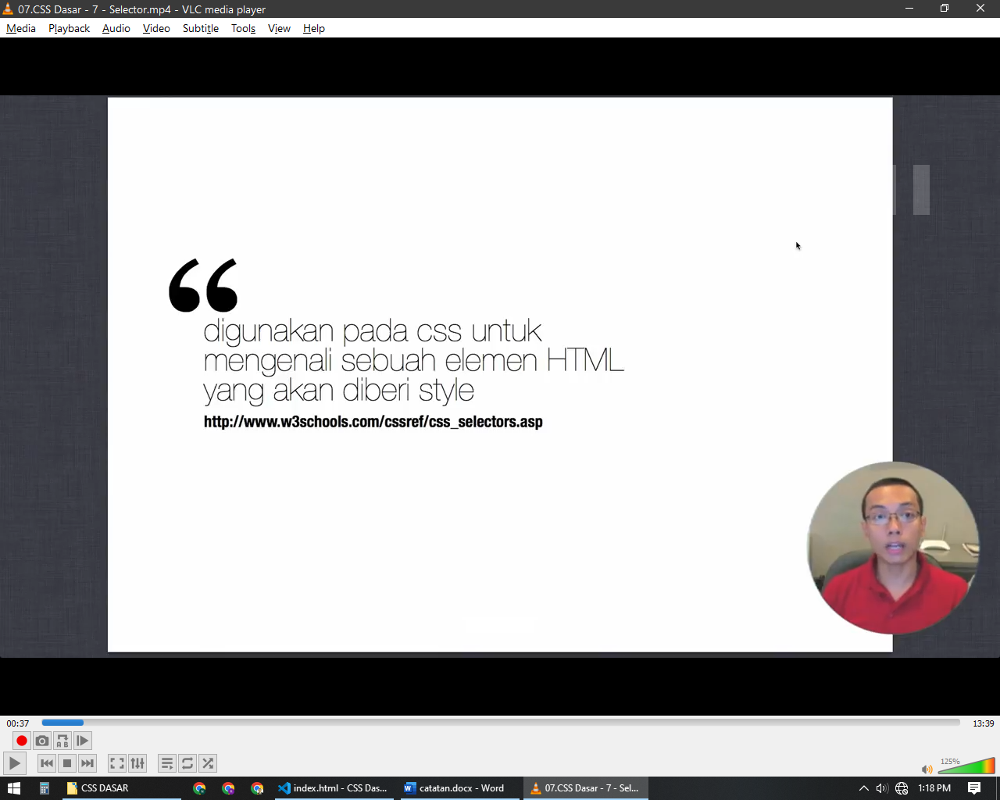 07.CSS Dasar - 7 - Selector.mp4 - VLC media player
Media Playback Audio Video Subtitle Tools View Help
“
digunakan pada css untuk
mengenali sebuah elemen HTML
yang akan diberi style
http://www.w3schools.com/cssref/css_selectors.asp
00:37
13:39
A B
125%
CSS DASAR
index.html - CSS Das...
catatan.docx - Word
07.CSS Dasar - 7 - Sel...
1:18 PM